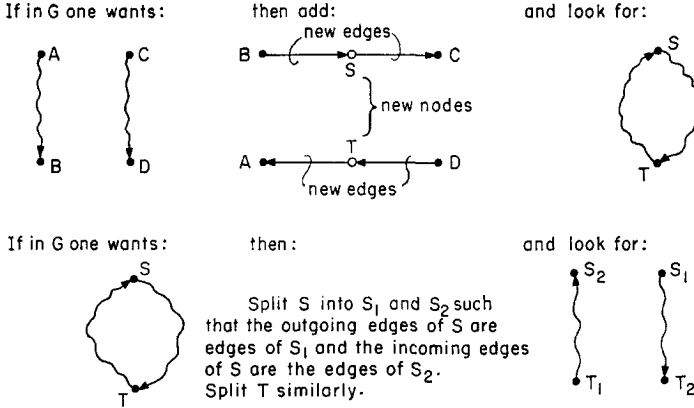 If in G one wants: then add: and look for:
new edges
A C B S C S
new nodes
B D A T D T
new edges
If in G one wants: then: and look for:
S S₂ S₁
Split S into S₁ and S₂ such
that the outgoing edges of S are
edges of S₁ and the incoming edges
of S are the edges of S₂.
Split T similarly.
T T₁ T₂